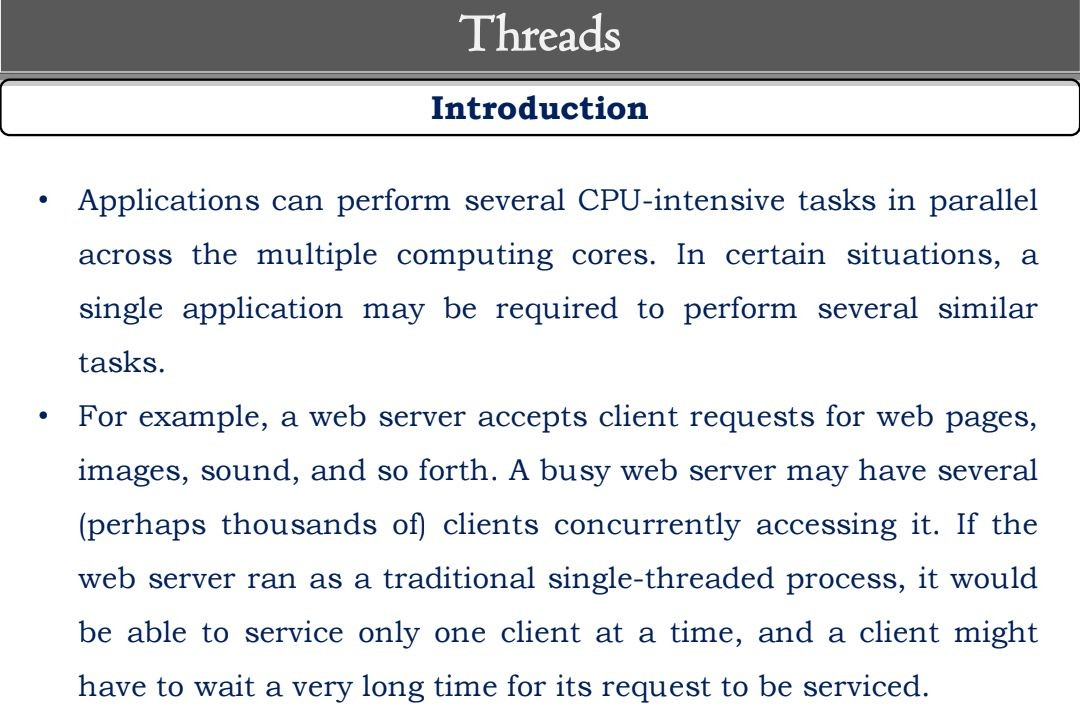 Threads
Introduction
• Applications can perform several CPU-intensive tasks in parallel
across the multiple computing cores. In certain situations, a
single application may be required to perform several similar
tasks.
• For example, a web server accepts client requests for web pages,
images, sound, and so forth. A busy web server may have several
(perhaps thousands of) clients concurrently accessing it. If the
web server ran as a traditional single-threaded process, it would
be able to service only one client at a time, and a client might
have to wait a very long time for its request to be serviced.